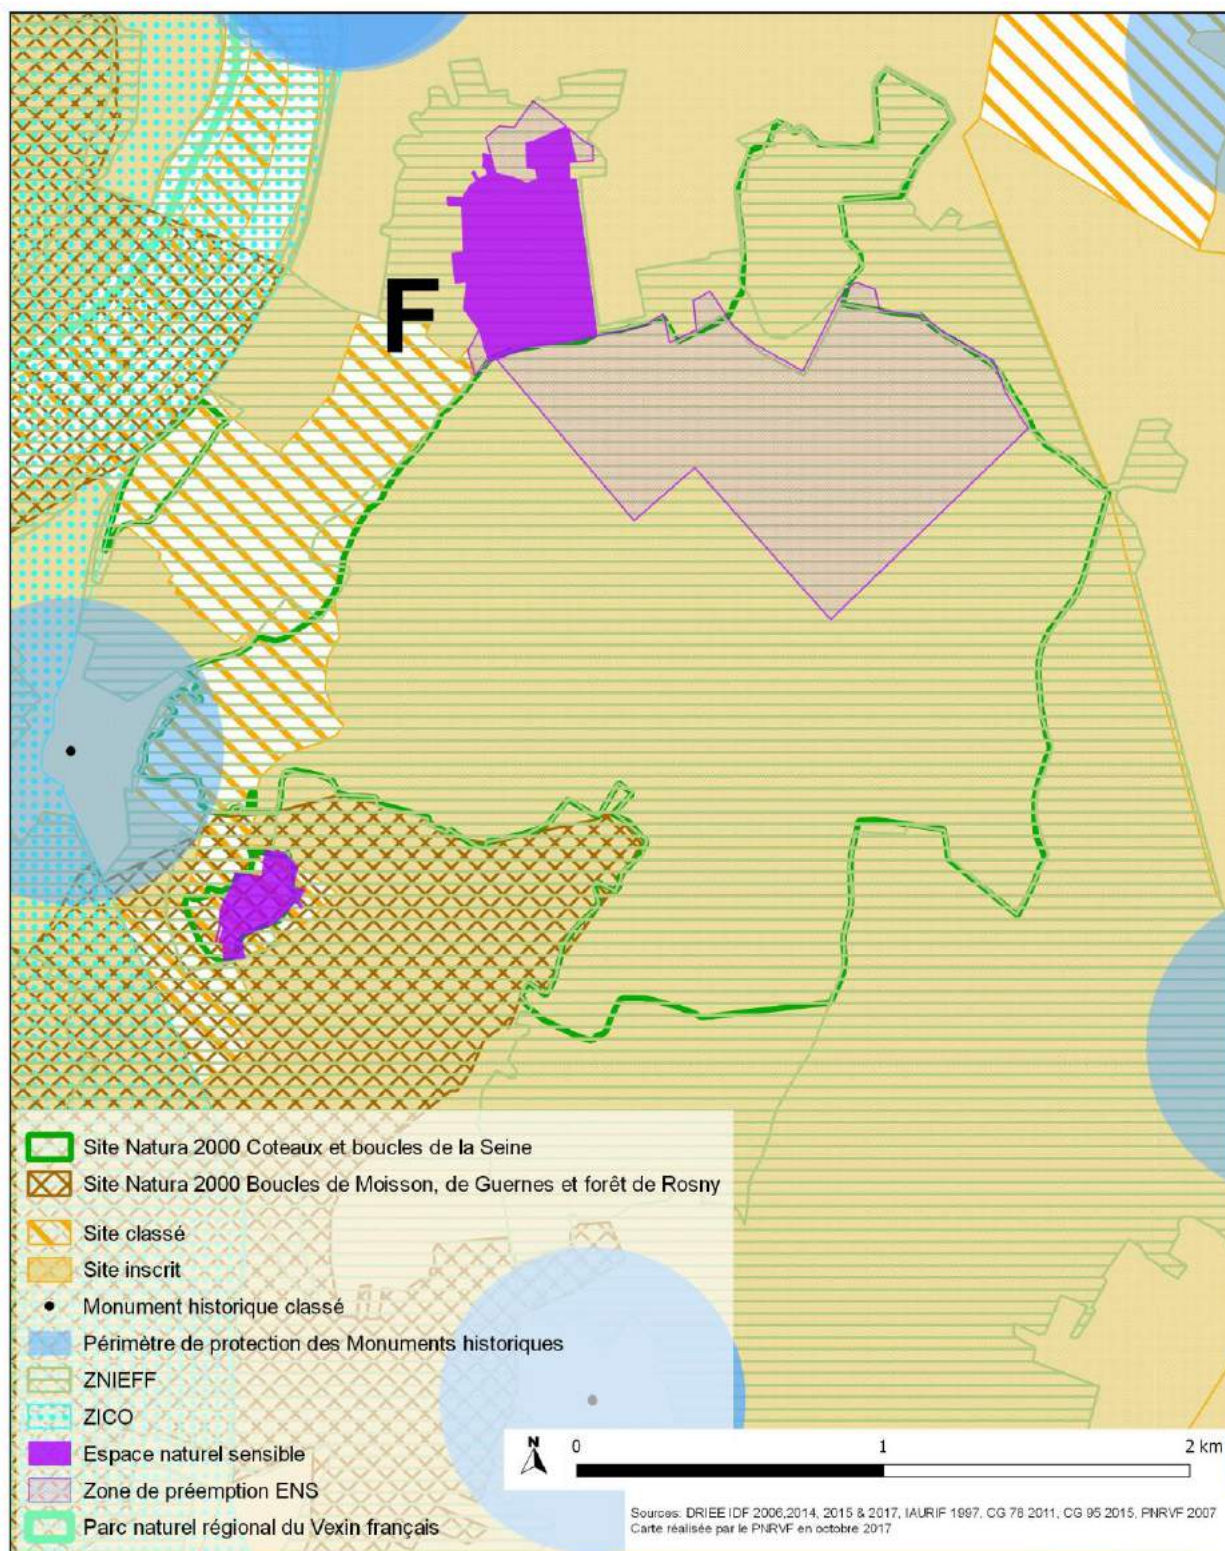 F
Site Natura 2000 Coteaux et boucles de la Seine
Site Natura 2000 Boucles de Moisson, de Guernes et forêt de Rosny
Site classé
Site inscrit
Monument historique classé
Périmètre de protection des Monuments historiques
ZNIEFF
ZICO
Espace naturel sensible
Zone de préemption ENS
Parc naturel régional du Vexin français
N
0 1 2 km
Sources: DRIEE IDF 2006,2014, 2015 & 2017, IAURIF 1997, CG 78 2011, CG 95 2015, PNRVF 2007
Carte réalisée par le PNRVF en octobre 2017